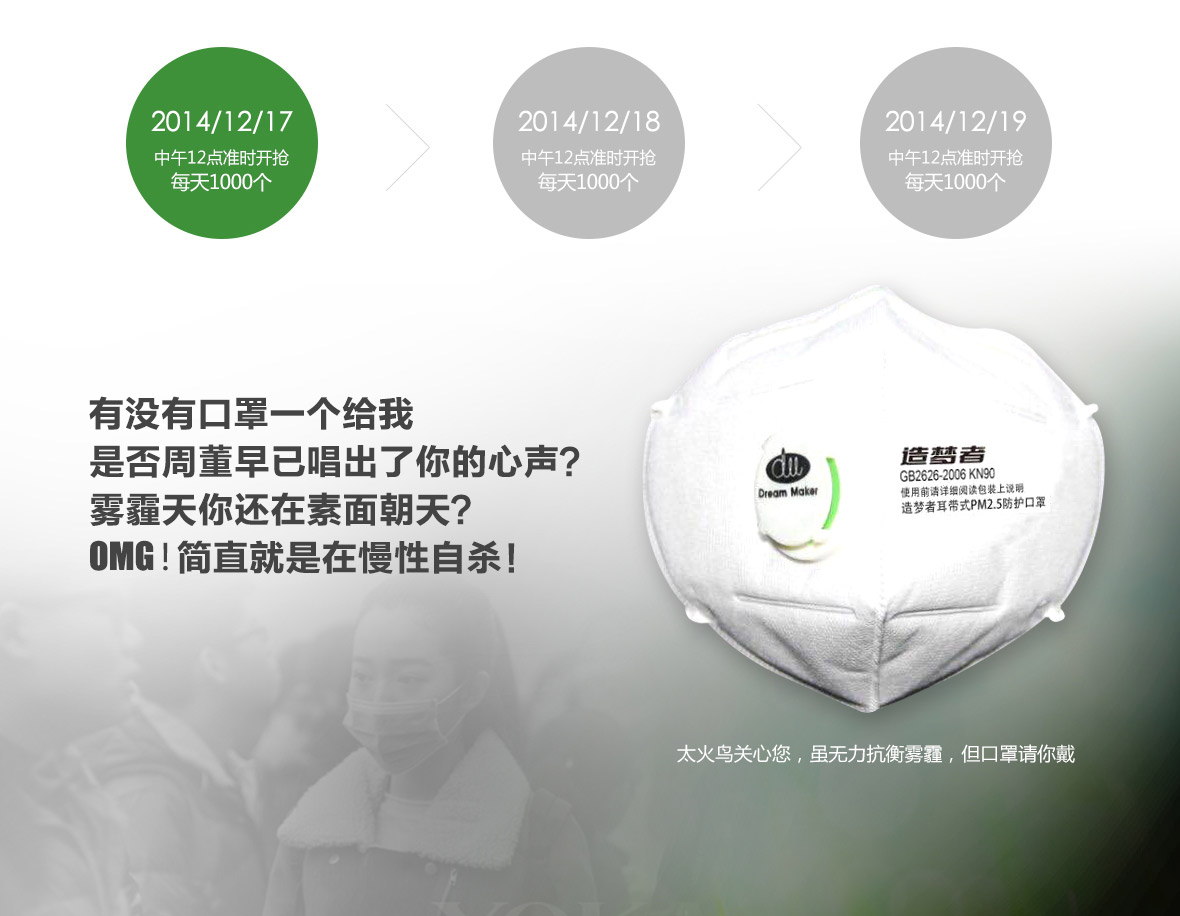 2014/12/17
中午12点准时开抢
每天1000个
2014/12/18
中午12点准时开抢
每天1000个
2014/12/19
中午12点准时开抢
每天1000个
有没有口罩一个给我
是否周董早已唱出了你的心声?
雾霾天你还在素面朝天?
OMG!简直就是在慢性自杀!
du
Dream Maker
造梦者
GB2626-2006 KN90
使用前请详细阅读包装上说明
造梦者耳带式PM2.5防护口罩
太火鸟关心您，虽无力抗衡雾霾，但口罩请你戴